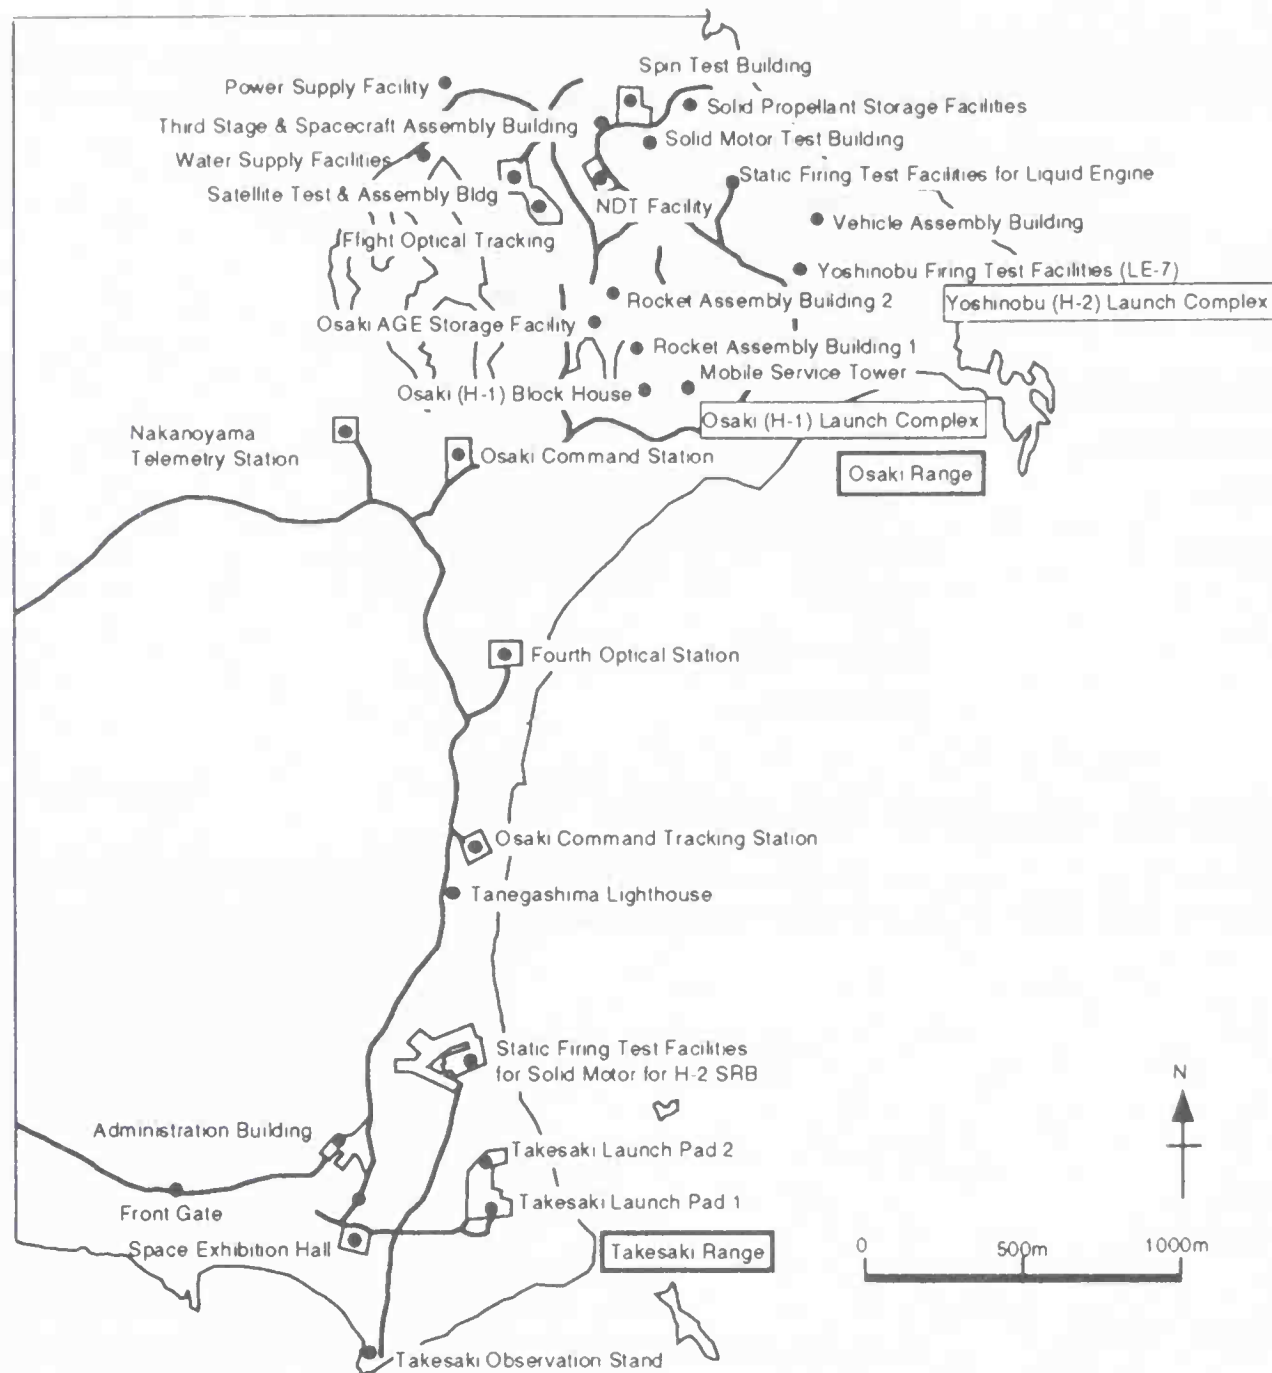 Spin Test Building
Power Supply Facility
Solid Propellant Storage Facilities
Third Stage & Spacecraft Assembly Building
Solid Motor Test Building
Water Supply Facilities
Static Firing Test Facilities for Liquid Engine
Satellite Test & Assembly Bldg
NDT Facility
Vehicle Assembly Building
Flight Optical Tracking
Yoshinobu Firing Test Facilities (LE-7)
Rocket Assembly Building 2
Yoshinobu (H-2) Launch Complex
Osaki AGE Storage Facility
Rocket Assembly Building 1
Mobile Service Tower
Osaki (H-1) Block House
Osaki (H-1) Launch Complex
Nakanoyama
Telemetry Station
Osaki Command Station
Osaki Range
Fourth Optical Station
Osaki Command Tracking Station
Tanegashima Lighthouse
Static Firing Test Facilities
for Solid Motor for H-2 SRB
N
Administration Building
Takesaki Launch Pad 2
Takesaki Launch Pad 1
Front Gate
Space Exhibition Hall
Takesaki Range
0 500m 1000m
Takesaki Observation Stand